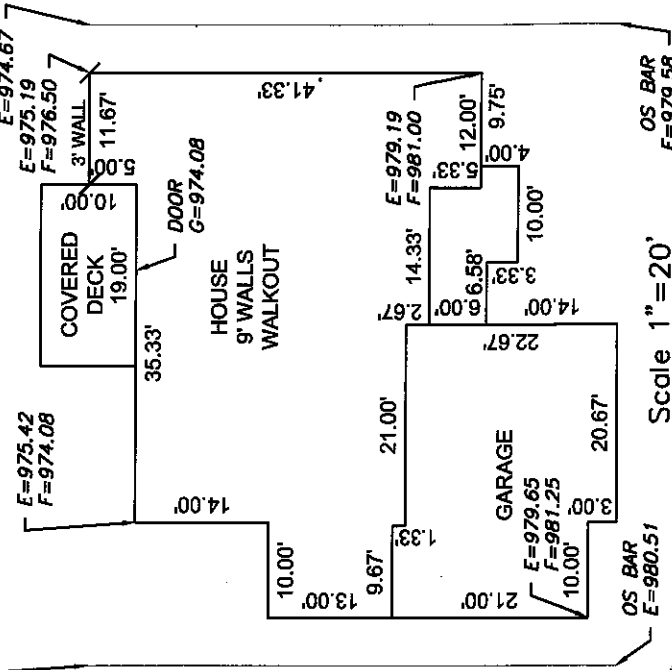 E=974.67
E=975.19
F=976.50
3' WALL
11.67'
5.00'
10.00'
41.33'
COVERED
DECK
19.00'
DOOR
G=974.08
E=975.42
F=974.08
35.33'
HOUSE
9' WALLS
WALKOUT
14.00'
10.00'
13.00'
9.67'
1.33'
21.00'
2.67'
14.33'
5.33'
E=979.19
F=981.00
12.00'
9.75'
4.00'
10.00'
3.33'
6.58'
6.00'
14.00'
22.67'
GARAGE
21.00'
E=979.65
F=981.25
10.00'
3.00'
20.67'
OS BAR
E=980.51
OS BAR
E=979.58
Scale 1"=20'